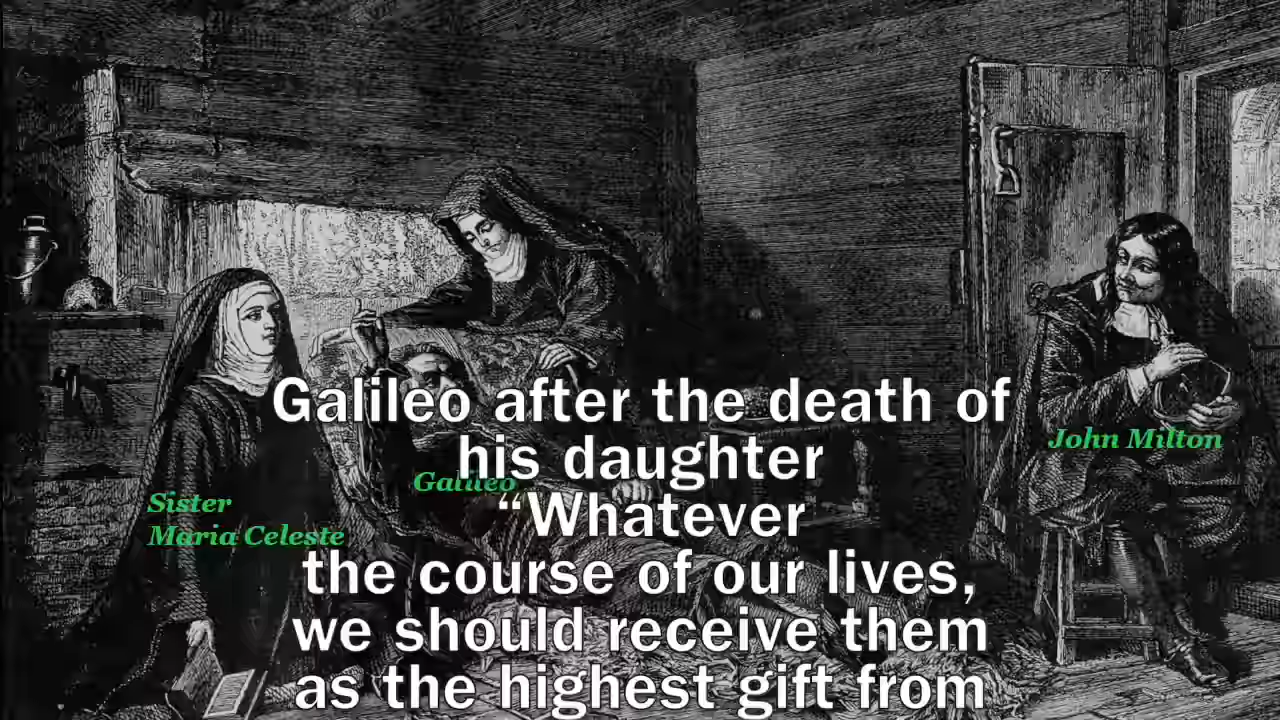 Galileo after the death of
his daughter
“Whatever
the course of our lives,
we should receive them
as the highest gift from
Sister
Maria Celeste
Galileo
John Milton